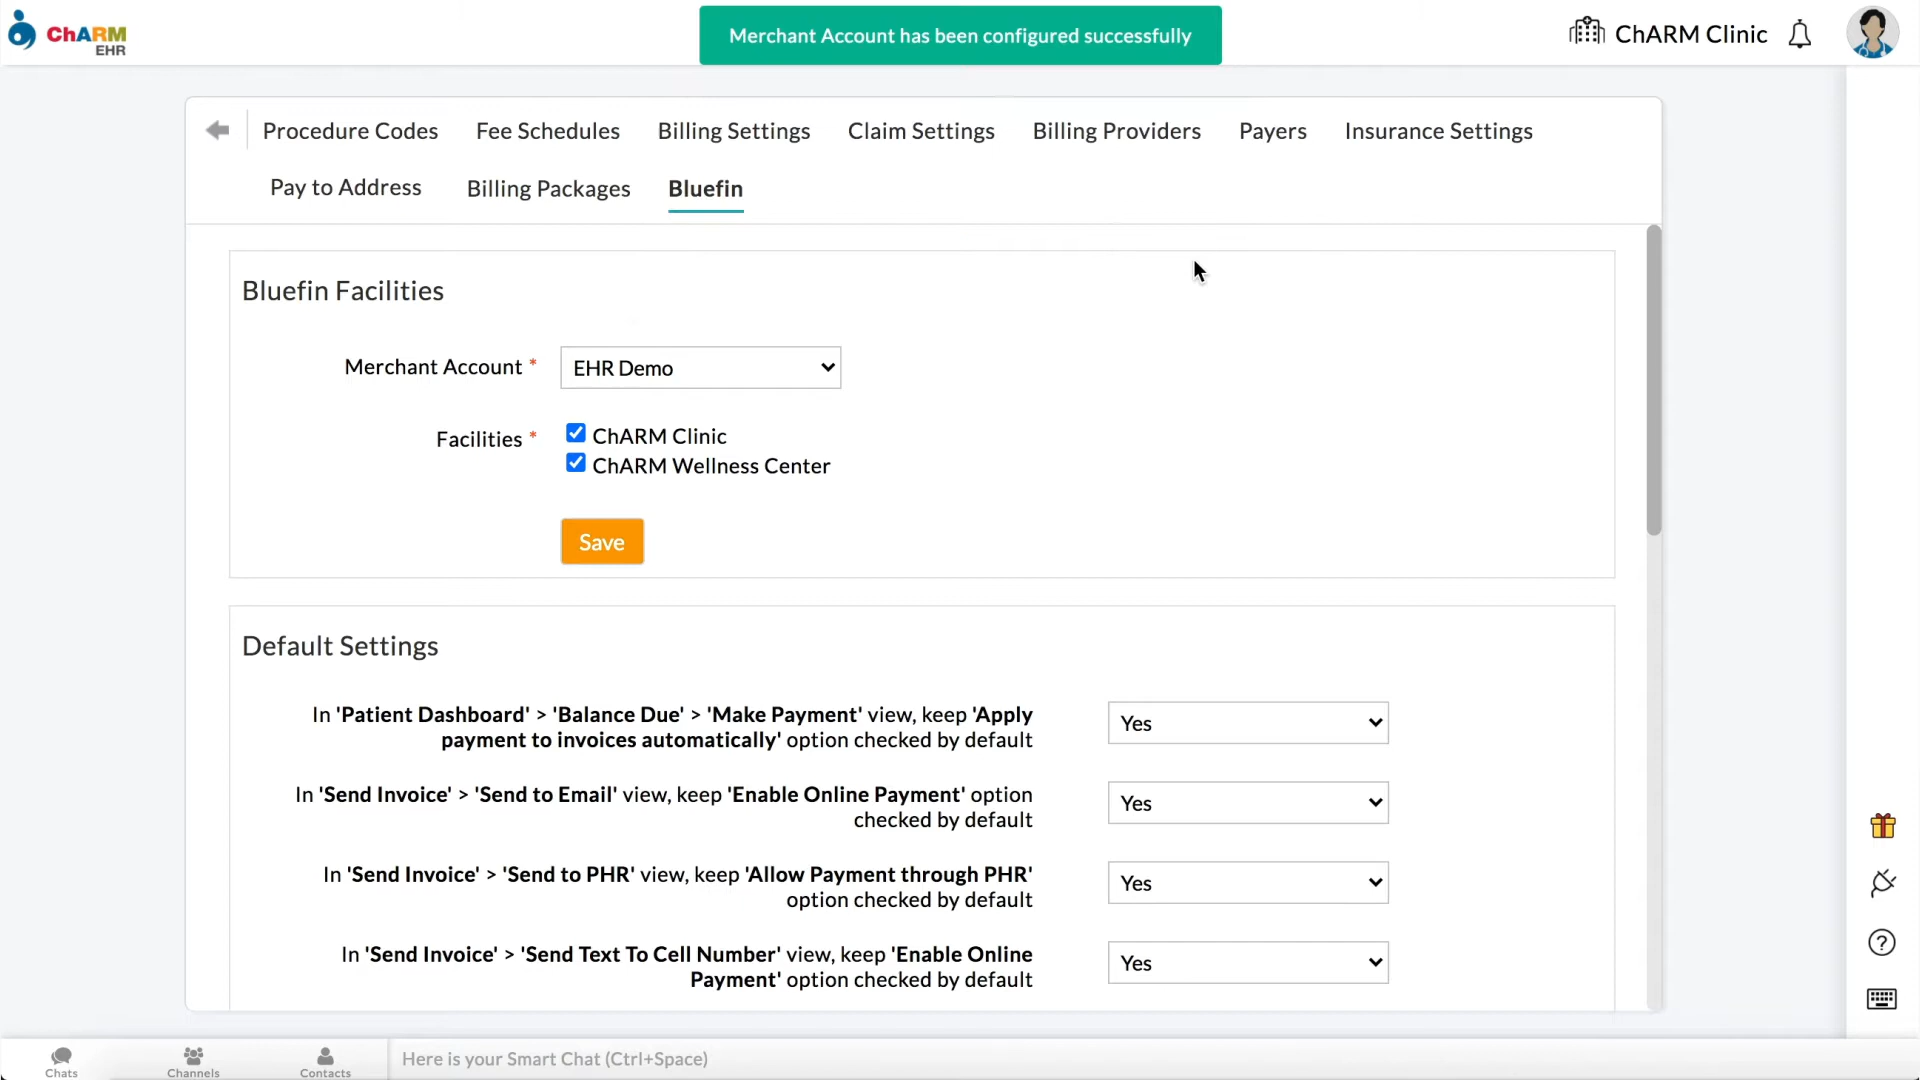 ChARM
EHR
Merchant Account has been configured successfully
ChARM Clinic
Procedure Codes
Fee Schedules
Billing Settings
Claim Settings
Billing Providers
Payers
Insurance Settings
Pay to Address
Billing Packages
Bluefin
Bluefin Facilities
Merchant Account *
EHR Demo
Facilities *
ChARM Clinic
ChARM Wellness Center
Save
Default Settings
In 'Patient Dashboard' > 'Balance Due' > 'Make Payment' view, keep 'Apply
payment to invoices automatically' option checked by default
Yes
In 'Send Invoice' > 'Send to Email' view, keep 'Enable Online Payment' option
checked by default
Yes
In 'Send Invoice' > 'Send to PHR' view, keep 'Allow Payment through PHR'
option checked by default
Yes
In 'Send Invoice' > 'Send Text To Cell Number' view, keep 'Enable Online
Payment' option checked by default
Yes
Chats
Channels
Contacts
Here is your Smart Chat (Ctrl+Space)